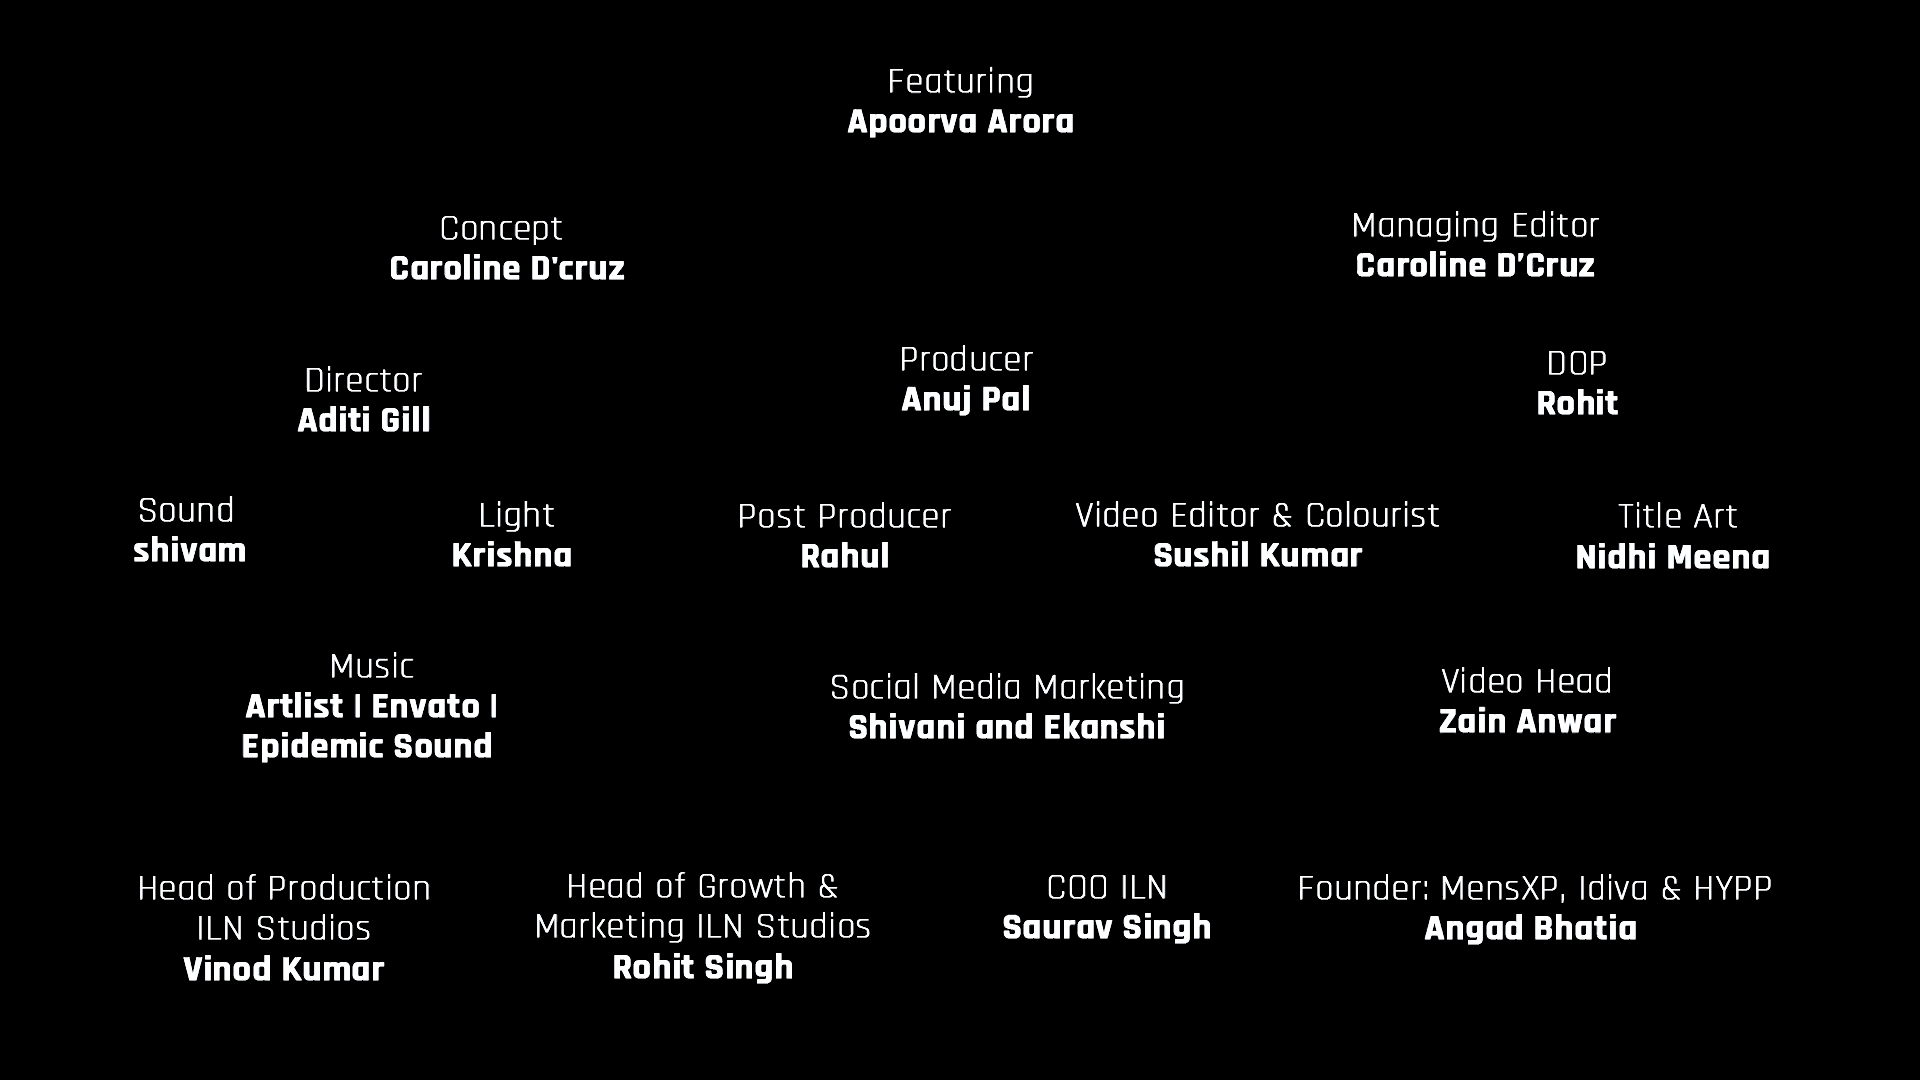 Featuring
Apoorva Arora
Concept
Caroline D'cruz
Managing Editor
Caroline D’Cruz
Director
Aditi Gill
Producer
Anuj Pal
DOP
Rohit
Sound
shivam
Light
Krishna
Post Producer
Rahul
Video Editor & Colourist
Sushil Kumar
Title Art
Nidhi Meena
Music
Artlist | Envato |
Epidemic Sound
Social Media Marketing
Shivani and Ekanshi
Video Head
Zain Anwar
Head of Production
ILN Studios
Vinod Kumar
Head of Growth &
Marketing ILN Studios
Rohit Singh
COO ILN
Saurav Singh
Founder: MensXP, Idiva & HYPP
Angad Bhatia